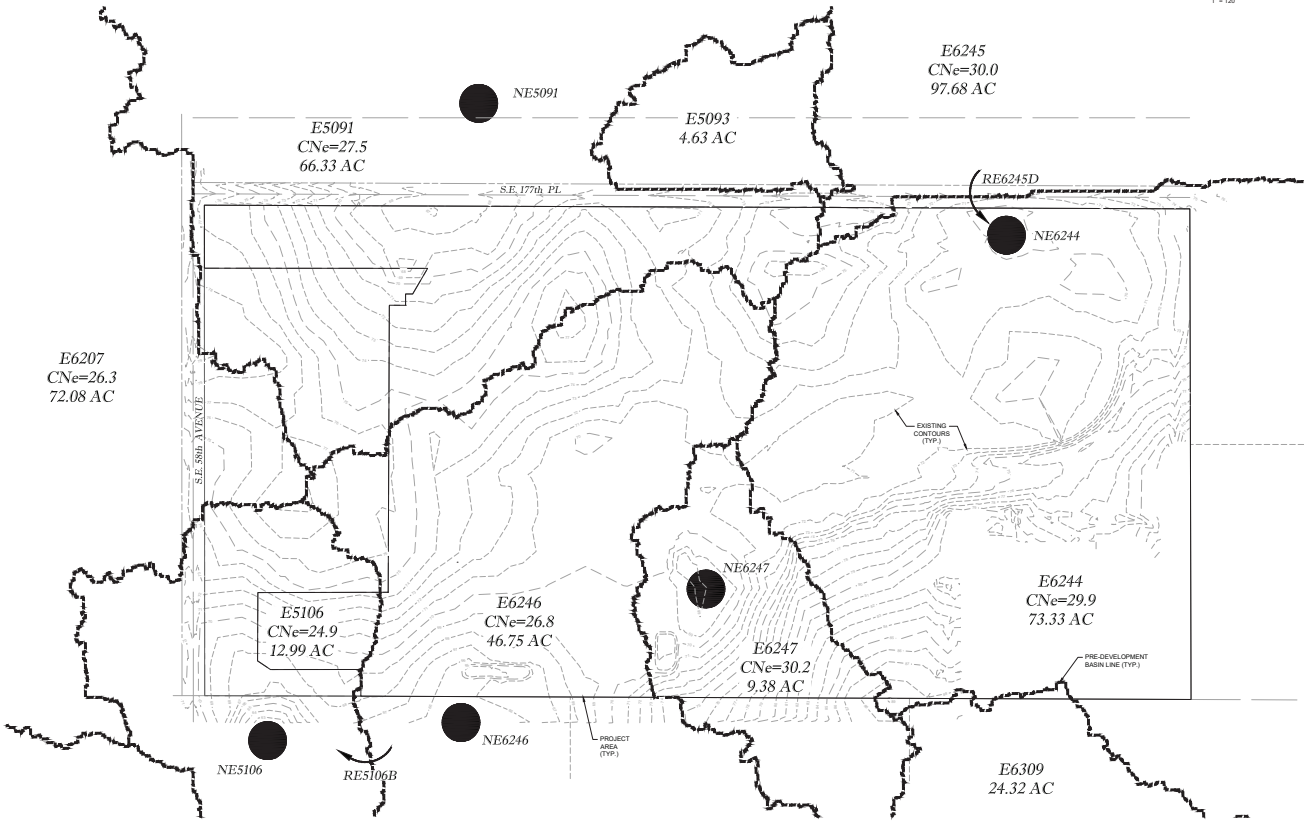 1" = 120'
E6245
CNe=30.0
97.68 AC
NE5091
E5091
CNe=27.5
66.33 AC
E5093
4.63 AC
S.E. 177th PL
RE6245D
NE6244
E6207
CNe=26.3
72.08 AC
S.E. 58th AVENUE
EXISTING
CONTOURS
(TYP.)
NE6247
E5106
CNe=24.9
12.99 AC
E6246
CNe=26.8
46.75 AC
E6244
CNe=29.9
73.33 AC
E6247
CNe=30.2
9.38 AC
PRE-DEVELOPMENT
BASIN LINE (TYP.)
NE5106
RE5106B
NE6246
PROJECT
AREA
(TYP.)
E6309
24.32 AC